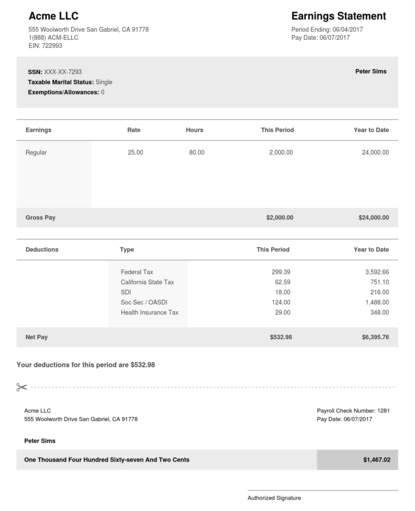 Acme LLC
Earnings Statement
555 Woolworth Drive San Gabriel, CA 91778
1(888) ACM-ELLC
EIN: 722993
Period Ending: 06/04/2017
Pay Date: 06/07/2017
SSN: XXX-XX-7293
Peter Sims
Taxable Marital Status: Single
Exemptions/Allowances: 0
Earnings Rate Hours This Period Year to Date
Regular 25.00 80.00 2,000.00 24,000.00
Gross Pay $2,000.00 $24,000.00
Deductions Type This Period Year to Date
Federal Tax 299.39 3,592.66
California State Tax 62.59 751.10
SDI 18.00 216.00
Soc Sec / OASDI 124.00 1,488.00
Health Insurance Tax 29.00 348.00
Net Pay $532.98 $6,395.76
Your deductions for this period are $532.98
Acme LLC
555 Woolworth Drive San Gabriel, CA 91778
Payroll Check Number: 1281
Pay Date: 06/07/2017
Peter Sims
One Thousand Four Hundred Sixty-seven And Two Cents $1,467.02
Authorized Signature